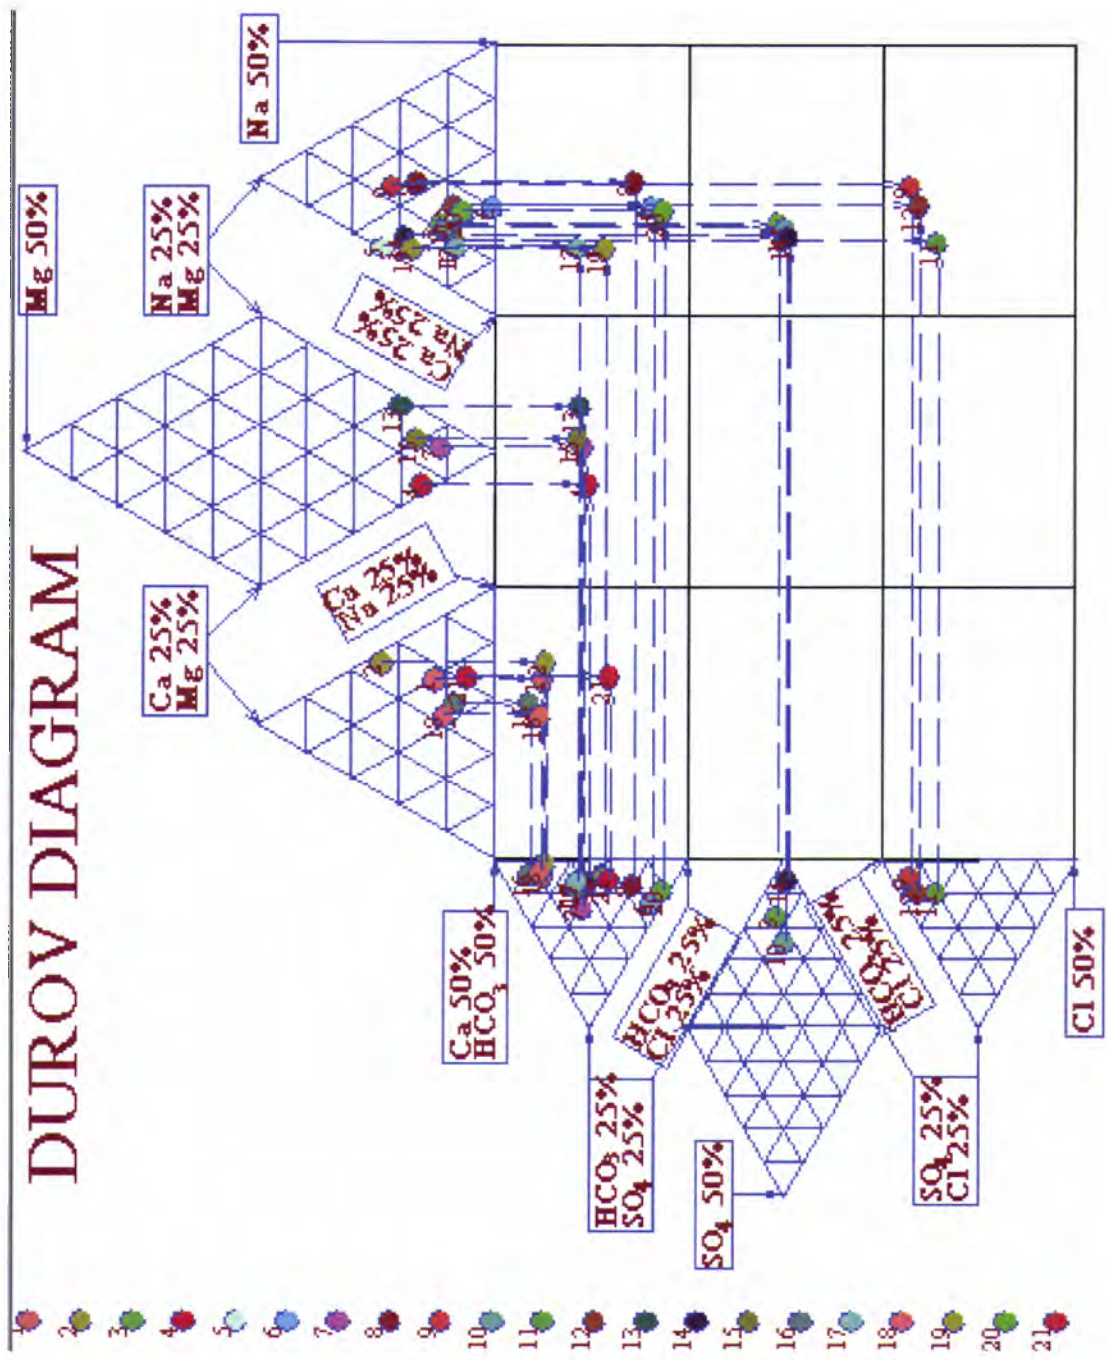 DUROV DIAGRAM
Mg 50%
Na 25%
Mg 25%
Na 50%
Ca 25%
Mg 25%
Ca 25%
Na 25%
Ca 25%
Na 25%
Ca 50%
HCO₃ 50%
HCO₃ 25%
Cl 25%
HCO₃ 25%
SO₄ 25%
SO₄ 50%
HCO₃ 25%
Cl 25%
SO₄ 25%
Cl 25%
Cl 50%
1
2
3
4
5
6
7
8
9
10
11
12
13
14
15
16
17
18
19
20
21
13
13
21